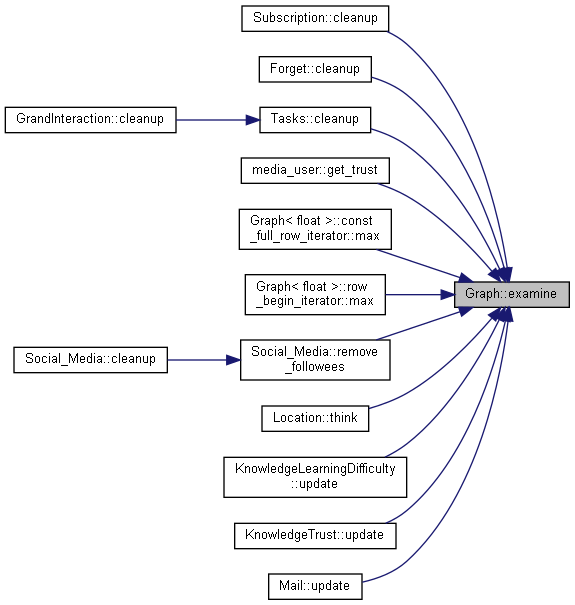 Subscription::cleanup
Forget::cleanup
GrandInteraction::cleanup
Tasks::cleanup
media_user::get_trust
Graph< float >::const
_full_row_iterator::max
Graph< float >::row
_begin_iterator::max
Graph::examine
Social_Media::cleanup
Social_Media::remove
_followees
Location::think
KnowledgeLearningDifficulty
::update
KnowledgeTrust::update
Mail::update